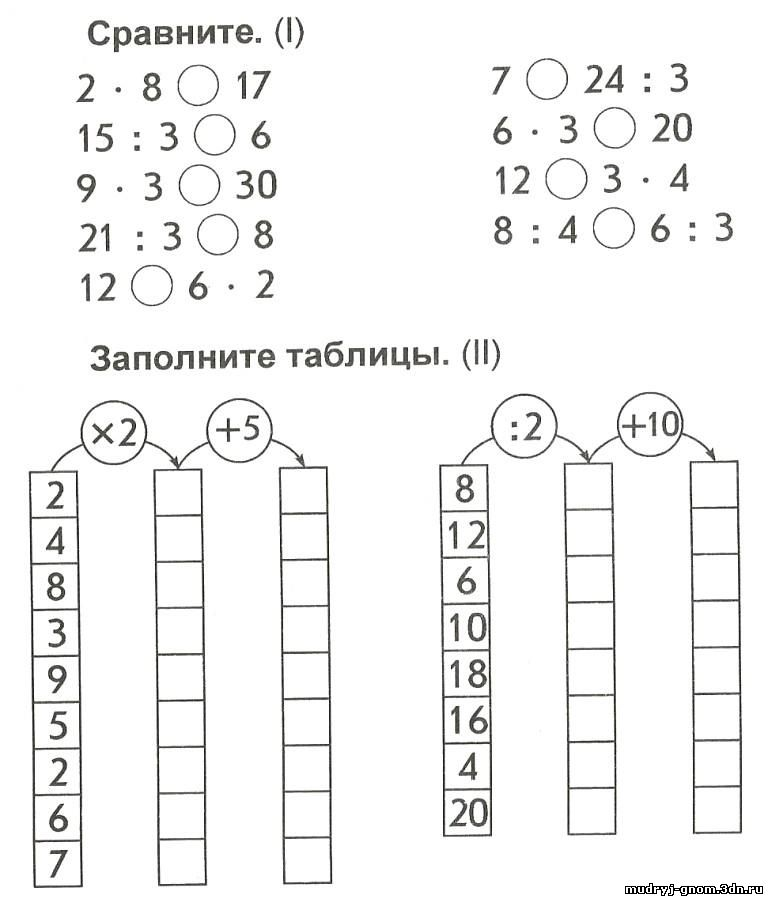 Сравните. (I)
2 · 8 ○ 17
15 : 3 ○ 6
9 · 3 ○ 30
21 : 3 ○ 8
12 ○ 6 · 2
7 ○ 24 : 3
6 · 3 ○ 20
12 ○ 3 · 4
8 : 4 ○ 6 : 3
Заполните таблицы. (II)
×2 +5
2
4
8
3
9
5
2
6
7
:2 +10
8
12
6
10
18
16
4
20
mudryj-gnom.3dn.ru